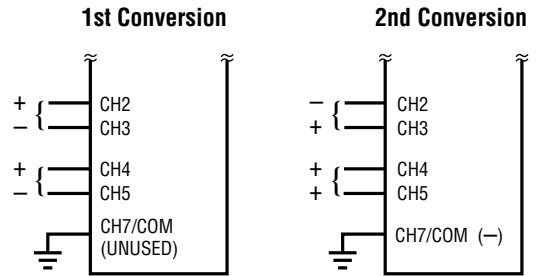 1st Conversion
+ CH2
– CH3
+ CH4
– CH5
CH7/COM
(UNUSED)
2nd Conversion
– CH2
+ CH3
+ CH4
+ CH5
CH7/COM (–)